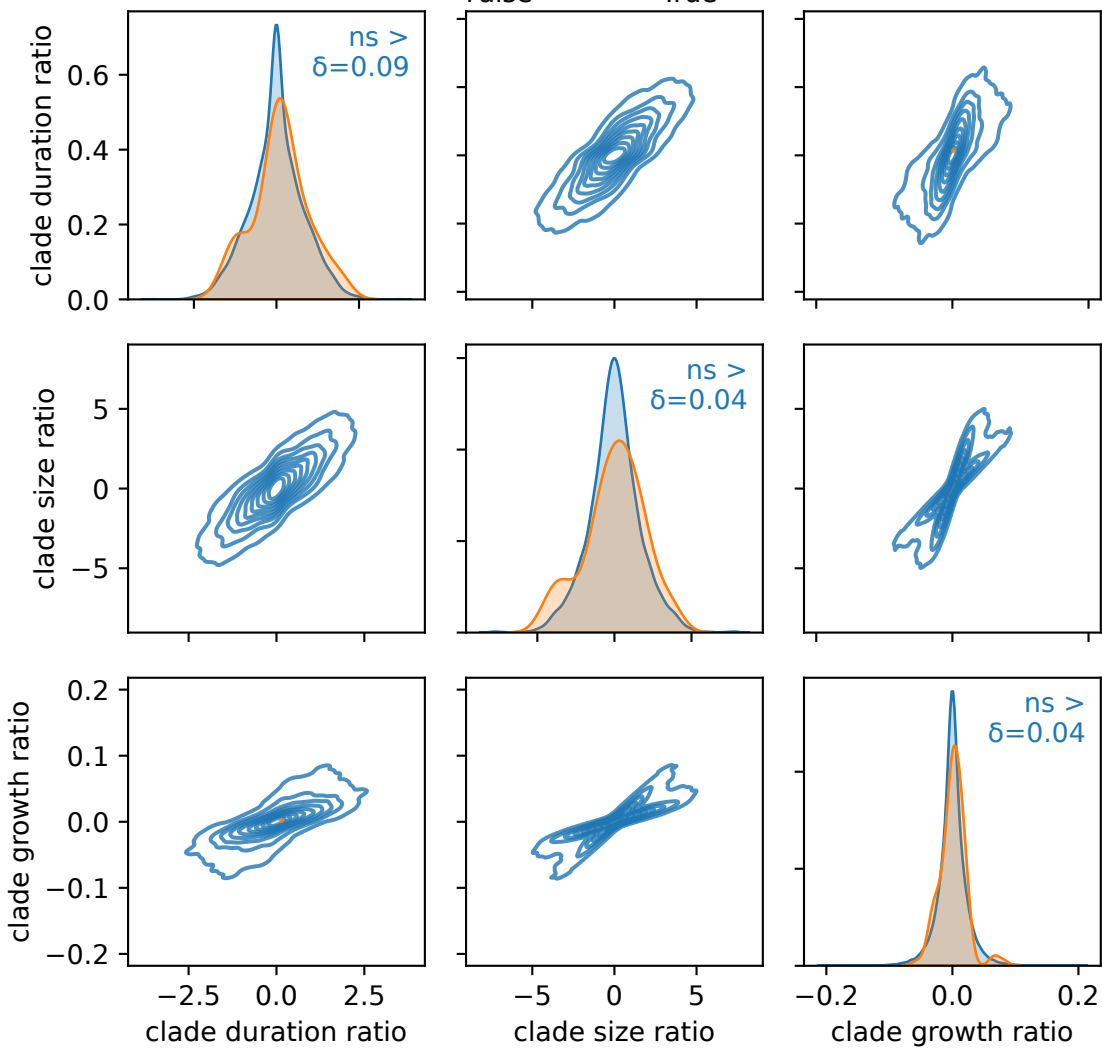 clade duration ratio
0.6
0.4
0.2
0.0
ns >
δ=0.09
clade size ratio
5
0
−5
ns >
δ=0.04
clade growth ratio
0.2
0.1
0.0
−0.1
−0.2
ns >
δ=0.04
−2.5 0.0 2.5
clade duration ratio
−5 0 5
clade size ratio
−0.2 0.0 0.2
clade growth ratio